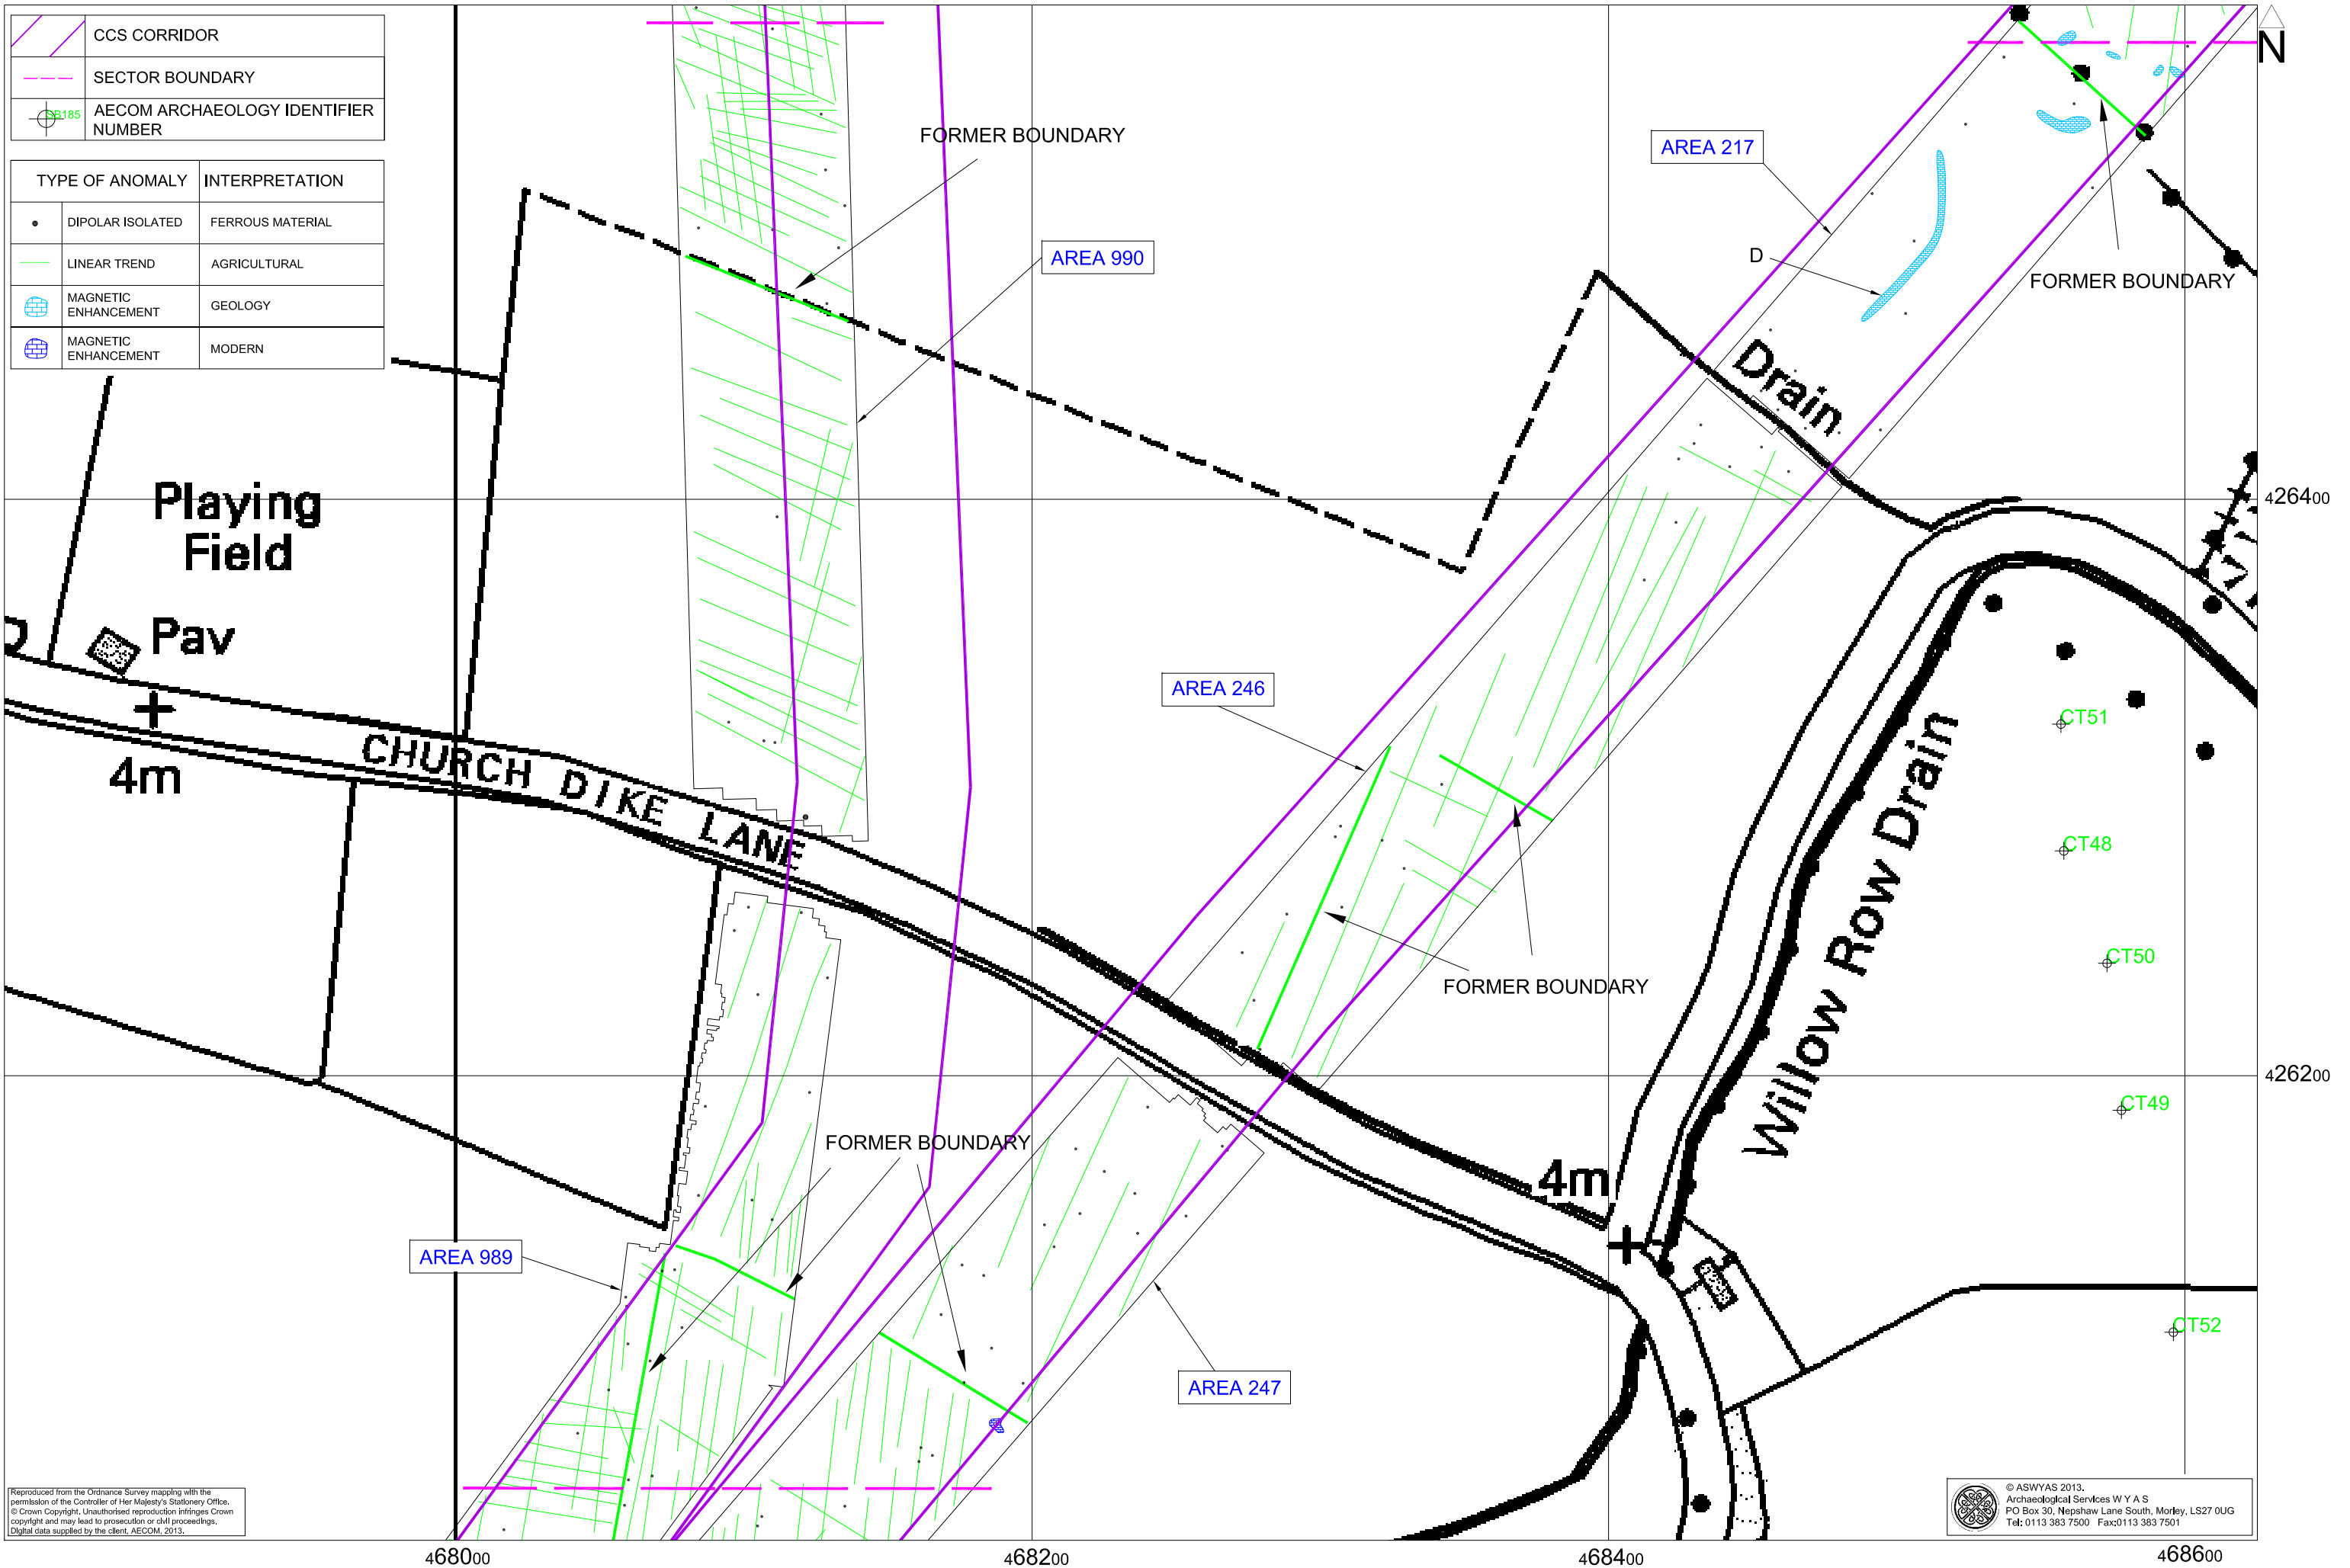 CCS CORRIDOR
SECTOR BOUNDARY
SB185
AECOM ARCHAEOLOGY IDENTIFIER
NUMBER
TYPE OF ANOMALY INTERPRETATION
DIPOLAR ISOLATED FERROUS MATERIAL
LINEAR TREND AGRICULTURAL
MAGNETIC
ENHANCEMENT
GEOLOGY
MAGNETIC
ENHANCEMENT
MODERN
N
FORMER BOUNDARY
AREA 990
AREA 217
D
FORMER BOUNDARY
Drain
Playing
Field
Pav
4m
CHURCH DIKE LANE
AREA 246
FORMER BOUNDARY
Willow Row Drain
CT51
CT48
CT50
CT49
CT52
FORMER BOUNDARY
AREA 989
AREA 247
4m
426400
426200
468000
468200
468400
468600
Reproduced from the Ordnance Survey mapping with the
permission of the Controller of Her Majesty's Stationery Office.
© Crown Copyright. Unauthorised reproduction infringes Crown
copyright and may lead to prosecution or civil proceedings.
Digital data supplied by the client, AECOM, 2013.
© ASWYAS 2013.
Archaeological Services W Y A S
PO Box 30, Nepshaw Lane South, Morley, LS27 0UG
Tel: 0113 383 7500 Fax:0113 383 7501